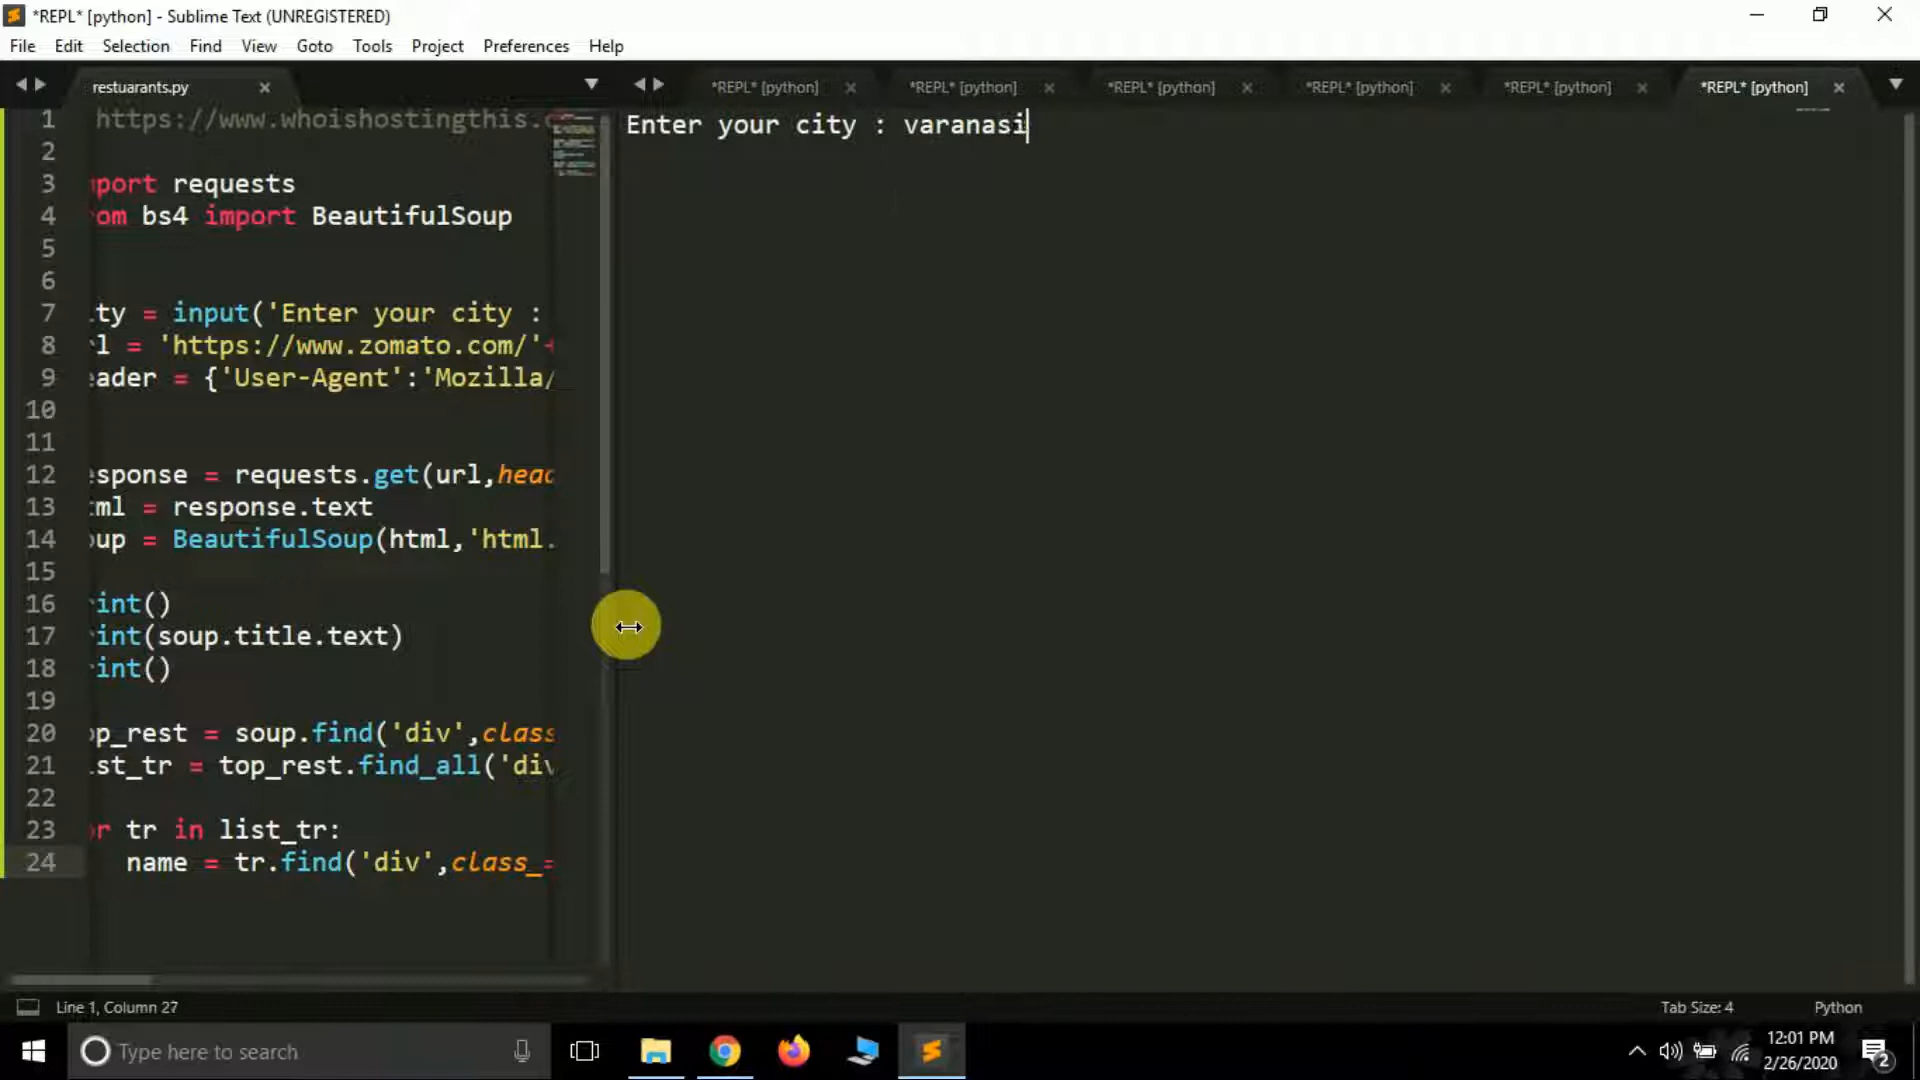 *REPL* [python] - Sublime Text (UNREGISTERED)
File Edit Selection Find View Goto Tools Project Preferences Help
restuarants.py *REPL* [python] *REPL* [python] *REPL* [python] *REPL* [python] *REPL* [python] *REPL* [python]
1 https://www.whoishostingthis.
2
3 port requests
4 om bs4 import BeautifulSoup
5
6
7 ty = input('Enter your city :
8 l = 'https://www.zomato.com/'+
9 eader = {'User-Agent':'Mozilla/
10
11
12 esponse = requests.get(url,head
13 ml = response.text
14 oup = BeautifulSoup(html,'html.
15
16 int()
17 int(soup.title.text)
18 int()
19
20 op_rest = soup.find('div',class
21 st_tr = top_rest.find_all('div
22
23 r tr in list_tr:
24 name = tr.find('div',class_=
Enter your city : varanasi
Line 1, Column 27 Tab Size: 4 Python
Type here to search
12:01 PM
2/26/2020
2